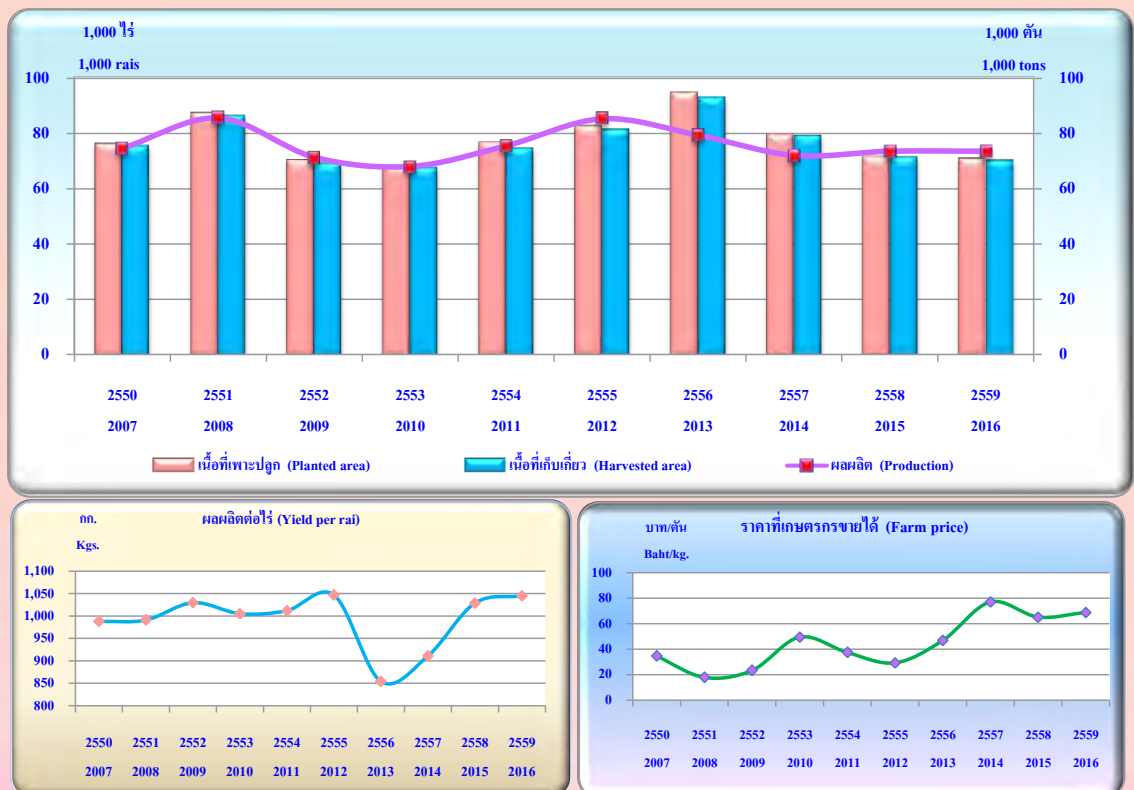 1,000 ไร่ 1,000 ตัน
1,000 rais 1,000 tons
100 100
80 80
60 60
40 40
20 20
0 0
2550 2551 2552 2553 2554 2555 2556 2557 2558 2559
2007 2008 2009 2010 2011 2012 2013 2014 2015 2016
เนื้อที่เพาะปลูก (Planted area) เนื้อที่เก็บเกี่ยว (Harvested area) ผลผลิต (Production)
กก. ผลผลิตต่อไร่ (Yield per rai)
Kgs.
1,100
1,050
1,000
950
900
850
800
2550 2551 2552 2553 2554 2555 2556 2557 2558 2559
2007 2008 2009 2010 2011 2012 2013 2014 2015 2016
บาท/ตัน ราคาที่เกษตรกรขายได้ (Farm price)
Baht/kg.
100
80
60
40
20
0
2550 2551 2552 2553 2554 2555 2556 2557 2558 2559
2007 2008 2009 2010 2011 2012 2013 2014 2015 2016